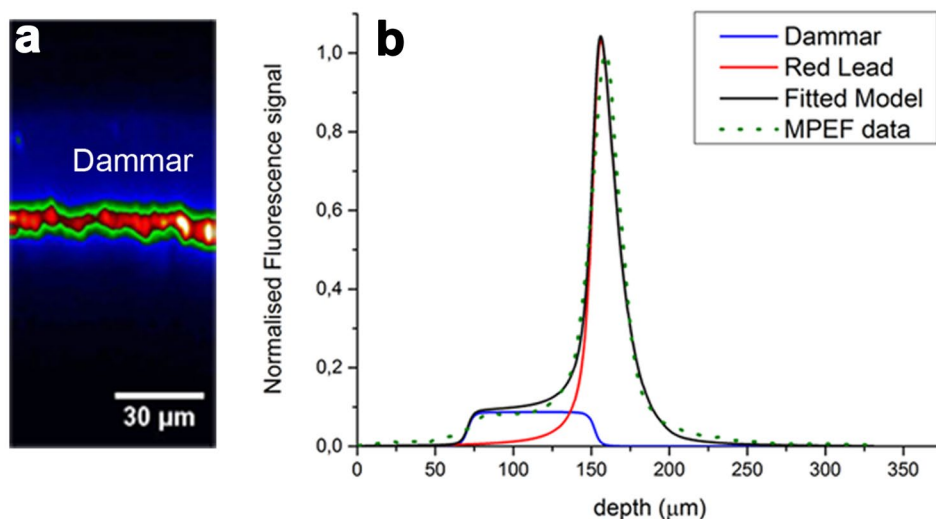 a
Dammar
30 µm
b
Normalised Fluorescence signal
1,0
0,8
0,6
0,4
0,2
0,0
0 50 100 150 200 250 300 350
depth (µm)
Dammar
Red Lead
Fitted Model
MPEF data